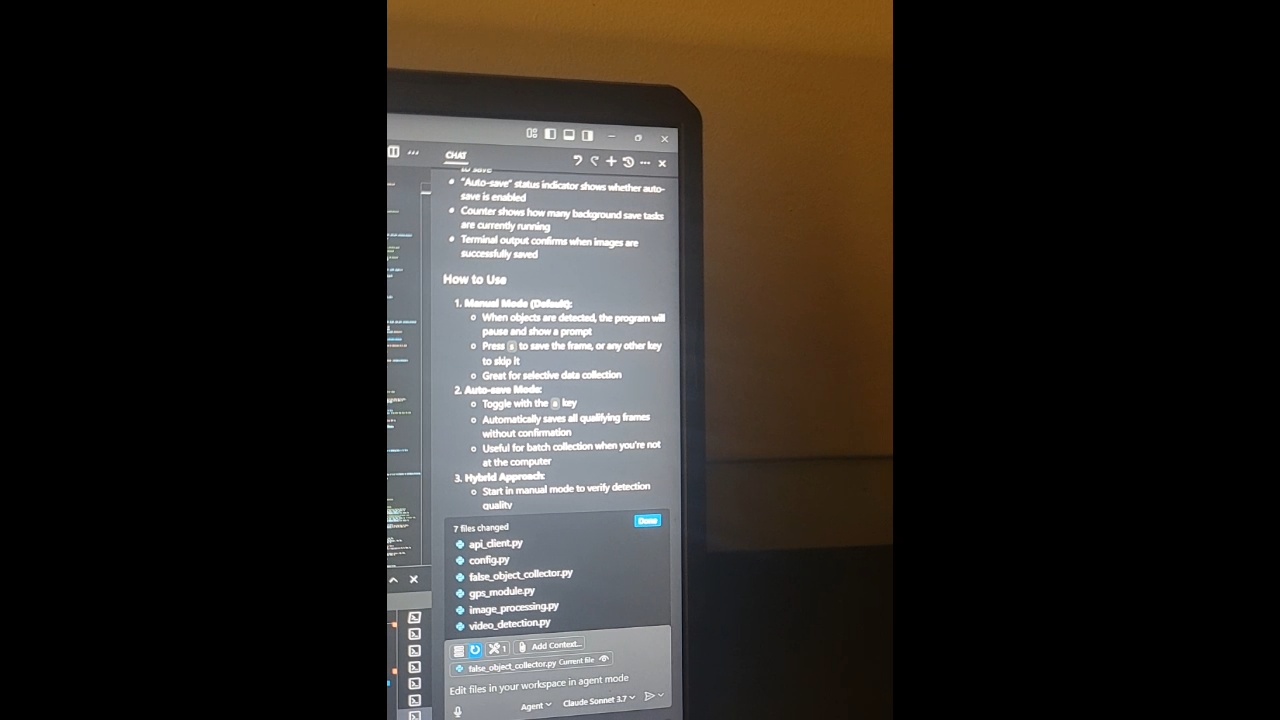 CHAT
to save
"Auto-save" status indicator shows whether auto-
save is enabled
Counter shows how many background save tasks
are currently running
Terminal output confirms when images are
successfully saved
How to Use
1. Manual Mode (Default):
When objects are detected, the program will
pause and show a prompt
Press s to save the frame, or any other key
to skip it
Great for selective data collection
2. Auto-save Mode:
Toggle with the a key
Automatically saves all qualifying frames
without confirmation
Useful for batch collection when you're not
at the computer
3. Hybrid Approach:
Start in manual mode to verify detection
quality
7 files changed
Done
api_client.py
config.py
false_object_collector.py
gps_module.py
image_processing.py
video_detection.py
1
Add Context...
false_object_collector.py Current file
Edit files in your workspace in agent mode
Agent
Claude Sonnet 3.7